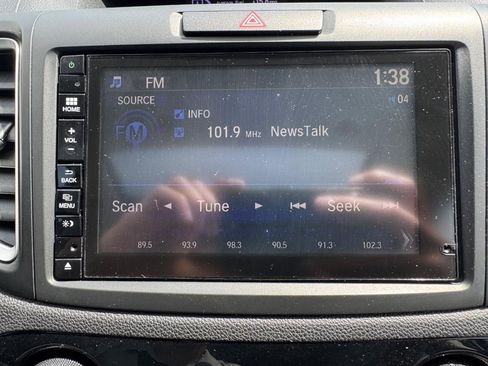 FM 1:38
SOURCE 04
INFO
FM 101.9 MHz NewsTalk
HOME
+
VOL
−
BACK
MENU
Scan Tune Seek
89.5 93.9 98.3 90.5 91.3 102.3